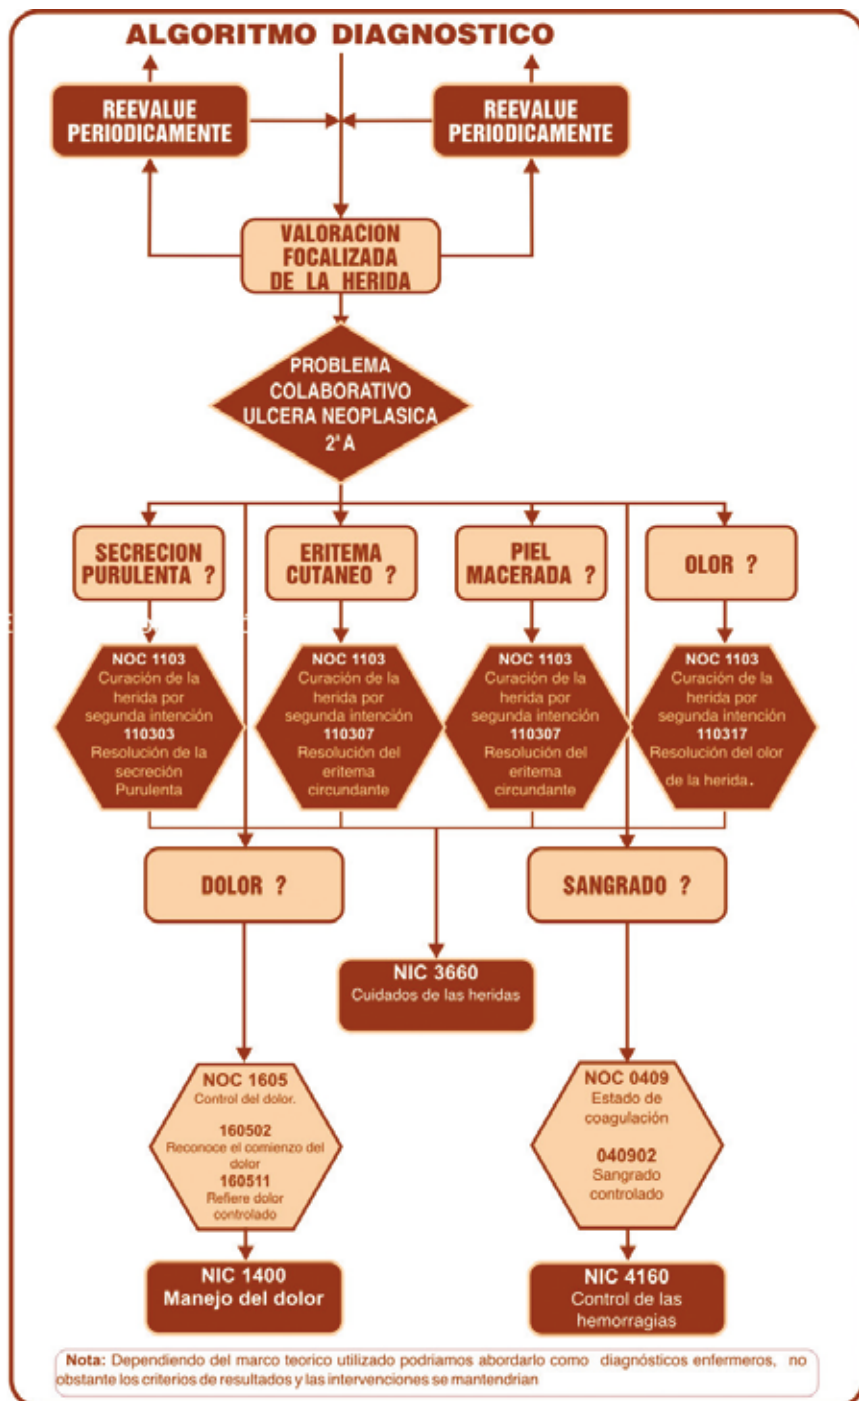 ALGORITMO DIAGNOSTICO
REEVALUE
PERIODICAMENTE
REEVALUE
PERIODICAMENTE
VALORACION
FOCALIZADA
DE LA HERIDA
PROBLEMA
COLABORATIVO
ULCERA NEOPLASICA
2ª A
SECRECION
PURULENTA ?
ERITEMA
CUTANEO ?
PIEL
MACERADA ?
OLOR ?
NOC 1103
Curación de la
herida por
segunda intención
110303
Resolución de la
secreción
Purulenta
NOC 1103
Curación de la
herida por
segunda intención
110307
Resolución del
eritema
circundante
NOC 1103
Curación de la
herida por
segunda intención
110307
Resolución del
eritema
circundante
NOC 1103
Curación de la
herida por
segunda intención
110317
Resolución del olor
de la herida.
DOLOR ?
SANGRADO ?
NIC 3660
Cuidados de las heridas
NOC 1605
Control del dolor.
160502
Reconoce el comienzo del
dolor
160511
Refiere dolor
controlado
NOC 0409
Estado de
coagulación
040902
Sangrado
controlado
NIC 1400
Manejo del dolor
NIC 4160
Control de las
hemorragias
Nota: Dependiendo del marco teorico utilizado podriamos abordarlo como diagnósticos enfermeros, no
obstante los criterios de resultados y las intervenciones se mantendrian